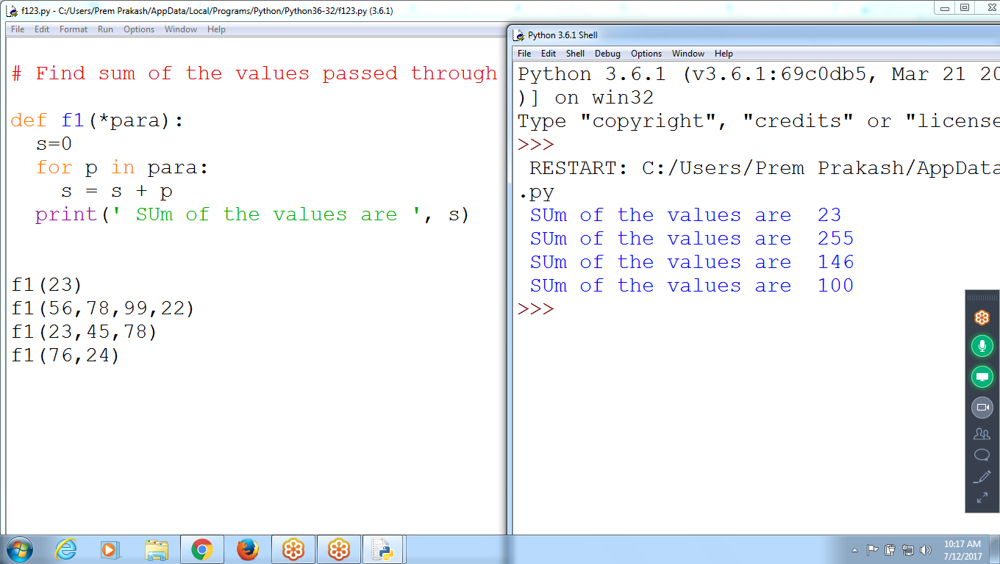 f123.py - C:/Users/Prem Prakash/AppData/Local/Programs/Python/Python36-32/f123.py (3.6.1)
File Edit Format Run Options Window Help
# Find sum of the values passed through
def f1(*para):
s=0
for p in para:
s = s + p
print(' SUm of the values are ', s)
f1(23)
f1(56,78,99,22)
f1(23,45,78)
f1(76,24)
Python 3.6.1 Shell
File Edit Shell Debug Options Window Help
Python 3.6.1 (v3.6.1:69c0db5, Mar 21 20
)] on win32
Type "copyright", "credits" or "license
>>>
RESTART: C:/Users/Prem Prakash/AppData
.py
SUm of the values are 23
SUm of the values are 255
SUm of the values are 146
SUm of the values are 100
>>>
10:17 AM
7/12/2017